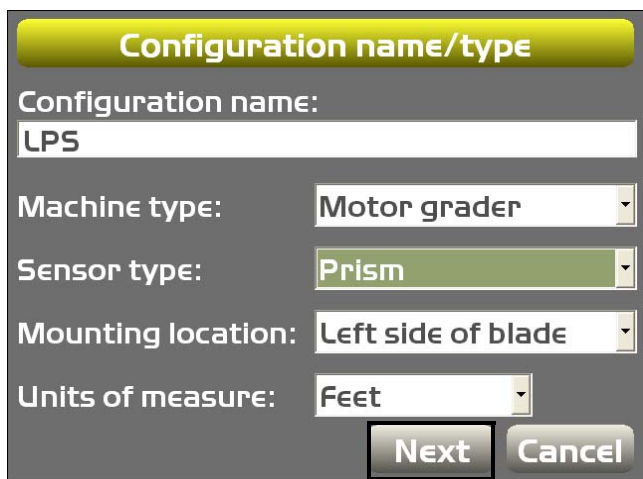 Configuration name/type
Configuration name:
LPS
Machine type: Motor grader
Sensor type: Prism
Mounting location: Left side of blade
Units of measure: Feet
Next Cancel